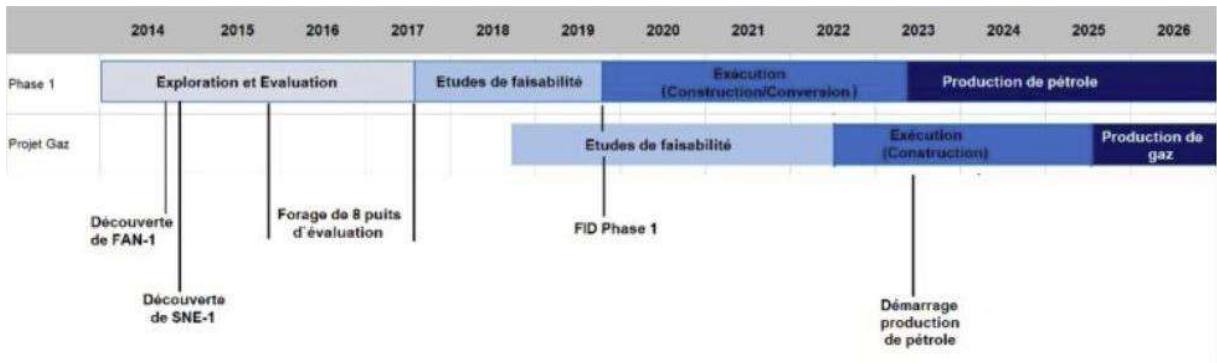 2014 2015 2016 2017 2018 2019 2020 2021 2022 2023 2024 2025 2026
Phase 1
Exploration et Evaluation
Etudes de faisabilité
Exécution
(Construction/Conversion)
Production de pétrole
Projet Gaz
Etudes de faisabilité
Exécution
(Construction)
Production de
gaz
Découverte
de FAN-1
Forage de 8 puits
d'évaluation
FID Phase 1
Découverte
de SNE-1
Démarrage
production
de pétrole